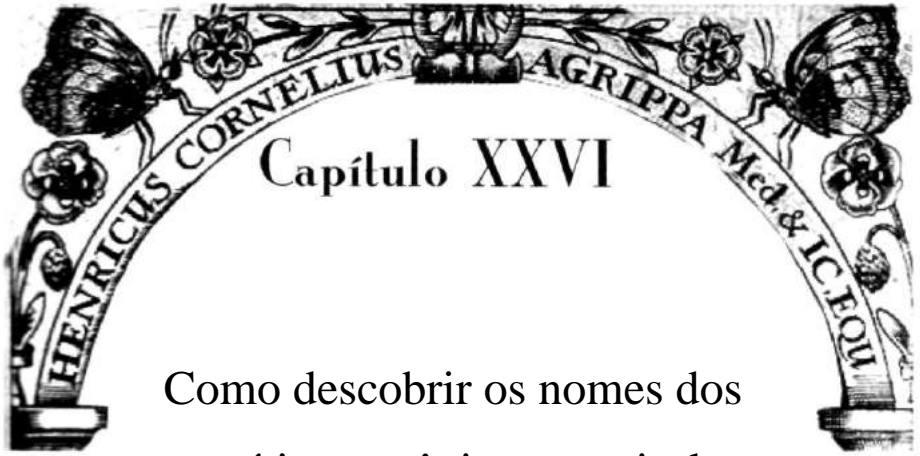 HENRICUS CORNELIUS AGRIPPA Med. & IC. EQU
Capítulo XXVI
Como descobrir os nomes dos